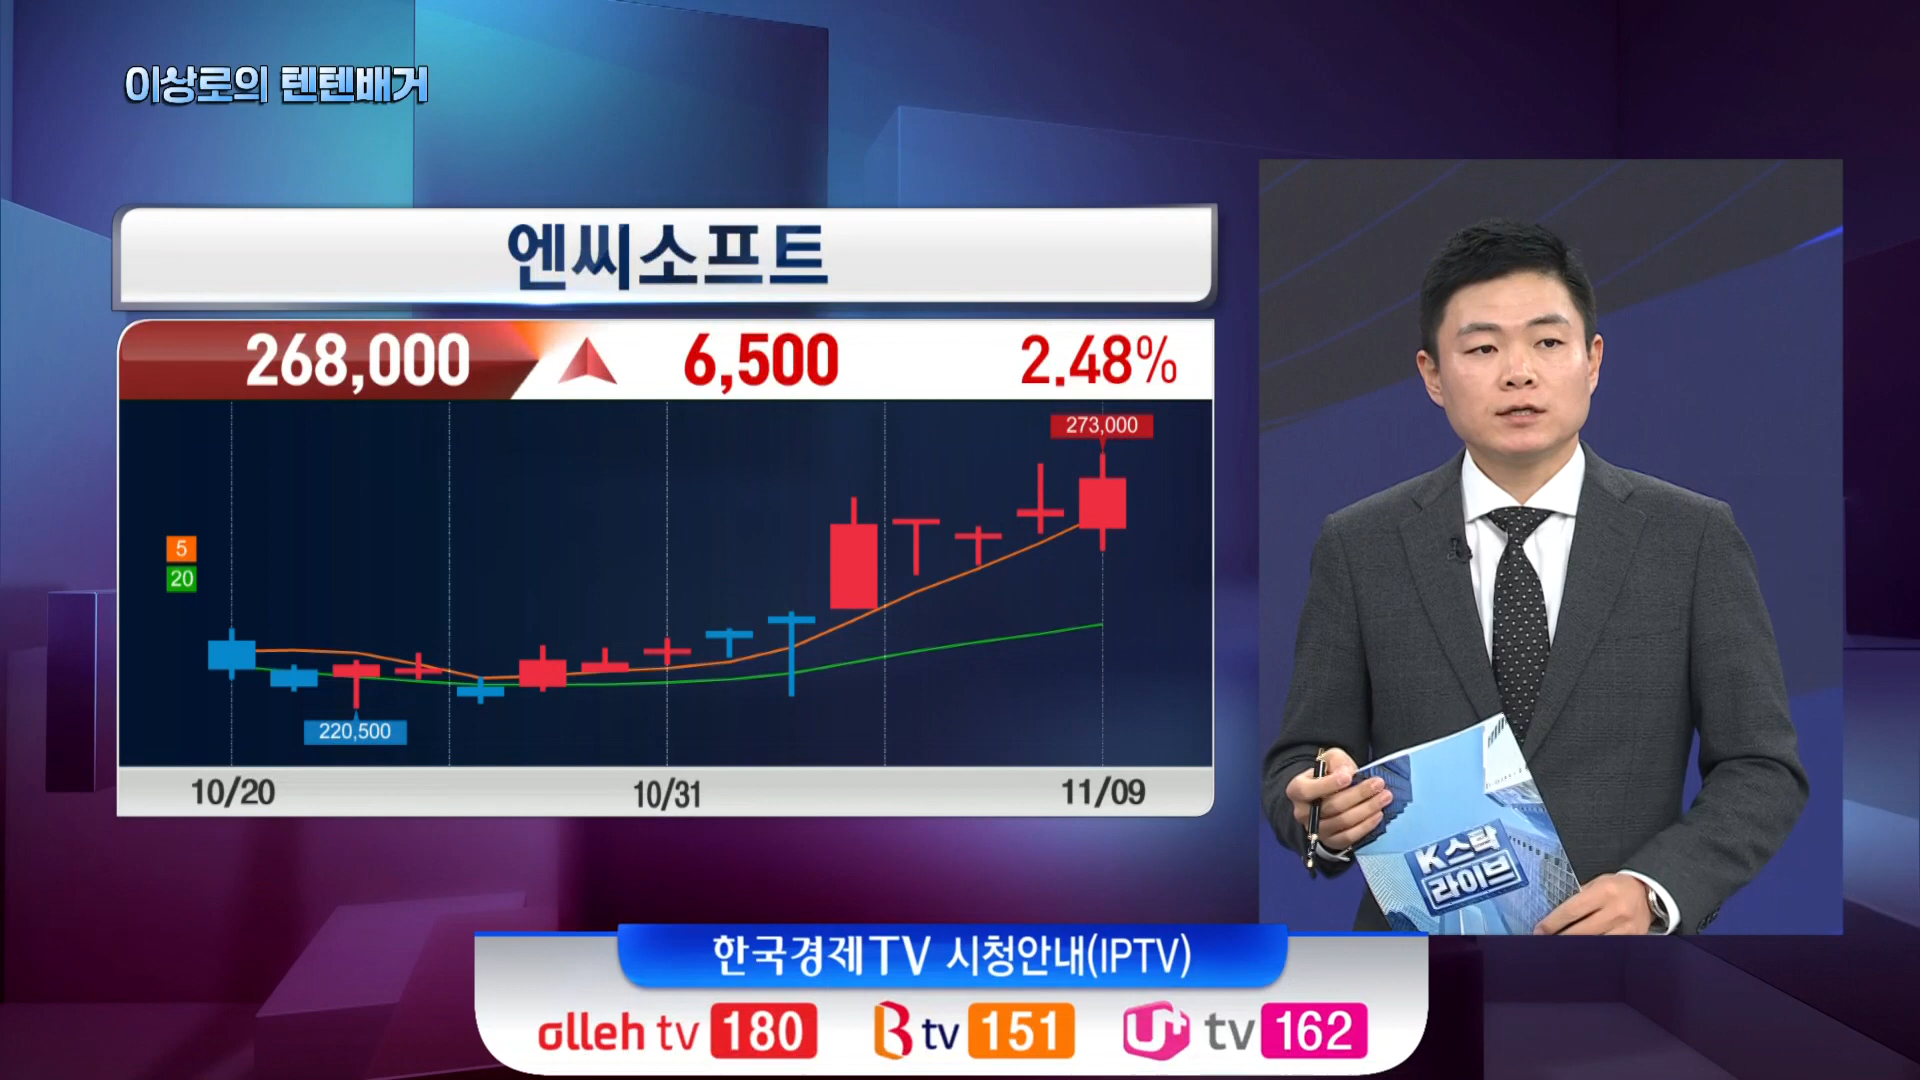 이상로의 텐텐배거
엔씨소프트
268,000 6,500 2.48%
273,000
5
20
220,500
10/20 10/31 11/09
K스탁
라이브
한국경제TV 시청안내(IPTV)
olleh tv 180 B tv 151 U+ tv 162